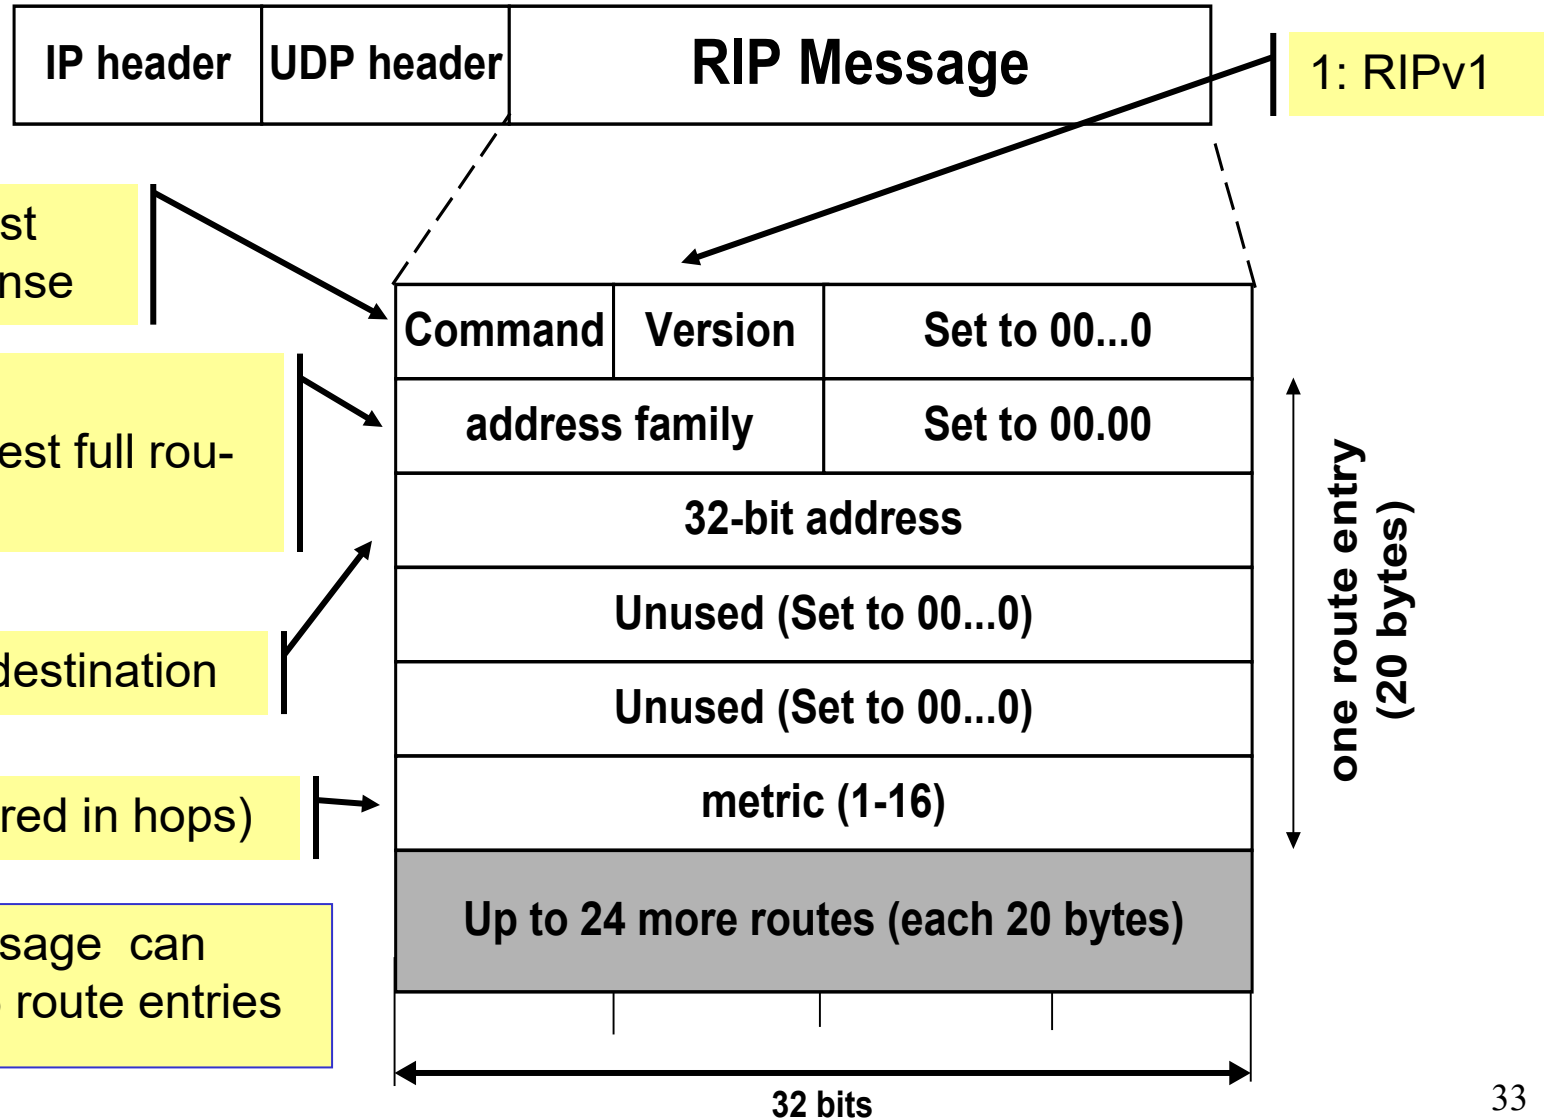 IP header UDP header RIP Message
1: RIPv1
st
nse
Command Version Set to 00...0
address family Set to 00.00
est full rou-
32-bit address
Unused (Set to 00...0)
destination
Unused (Set to 00...0)
red in hops)
metric (1-16)
one route entry
(20 bytes)
Up to 24 more routes (each 20 bytes)
sage can
route entries
32 bits
33